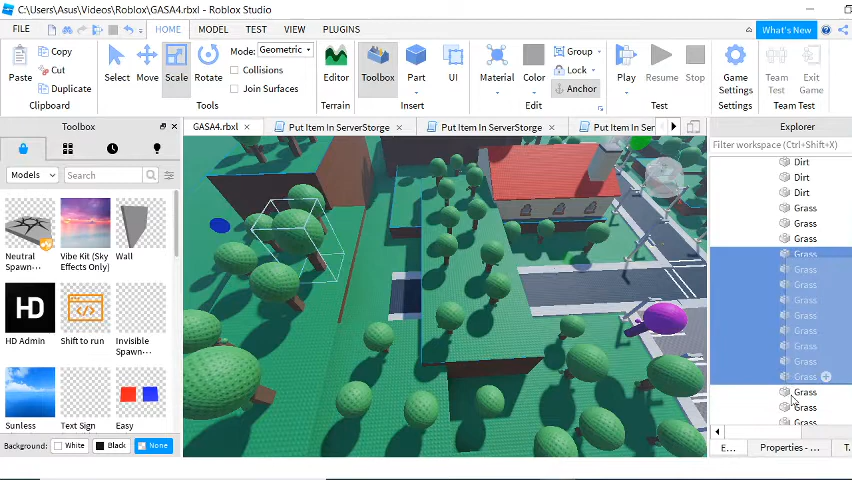 C:\Users\Asus\Videos\Roblox\GASA4.rbxl - Roblox Studio
FILE HOME MODEL TEST VIEW PLUGINS What's New
Paste Copy Cut Duplicate
Clipboard
Select Move Scale Rotate
Mode: Geometric
Collisions
Join Surfaces
Tools
Editor
Terrain
Toolbox Part UI
Insert
Material Color
Group
Lock
Anchor
Edit
Play Resume Stop
Test
Game Settings
Settings
Team Test Exit Game
Team Test
Toolbox
GASA4.rbxl Put Item In ServerStorge Put Item In ServerStorge Put Item In Ser
Explorer
Filter workspace (Ctrl+Shift+X)
Models Search
Neutral Spawn... Vibe Kit (Sky Effects Only) Wall
HD
HD Admin Shift to run Invisible Spawn...
Sunless Text Sign Easy
Background: White Black None
Dirt
Dirt
Dirt
Grass
Grass
Grass
Grass
Grass
Grass
Grass
Grass
Grass
Grass
Grass
Grass
Grass
Grass
E... Properties - ... T.